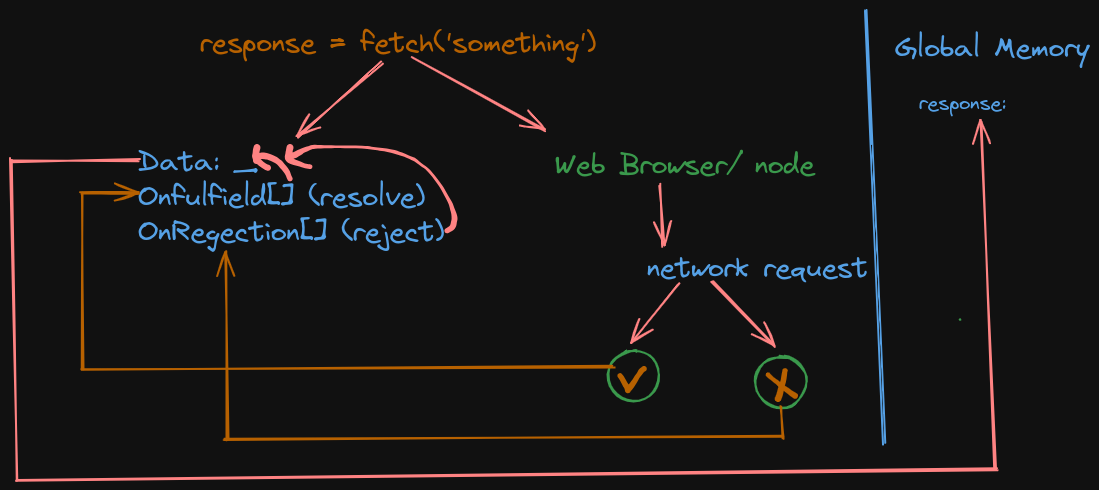 response = fetch('something')
Global Memory
response:
Data: _
Web Browser/ node
Onfulfield[] (resolve)
OnRegection[] (reject)
network request